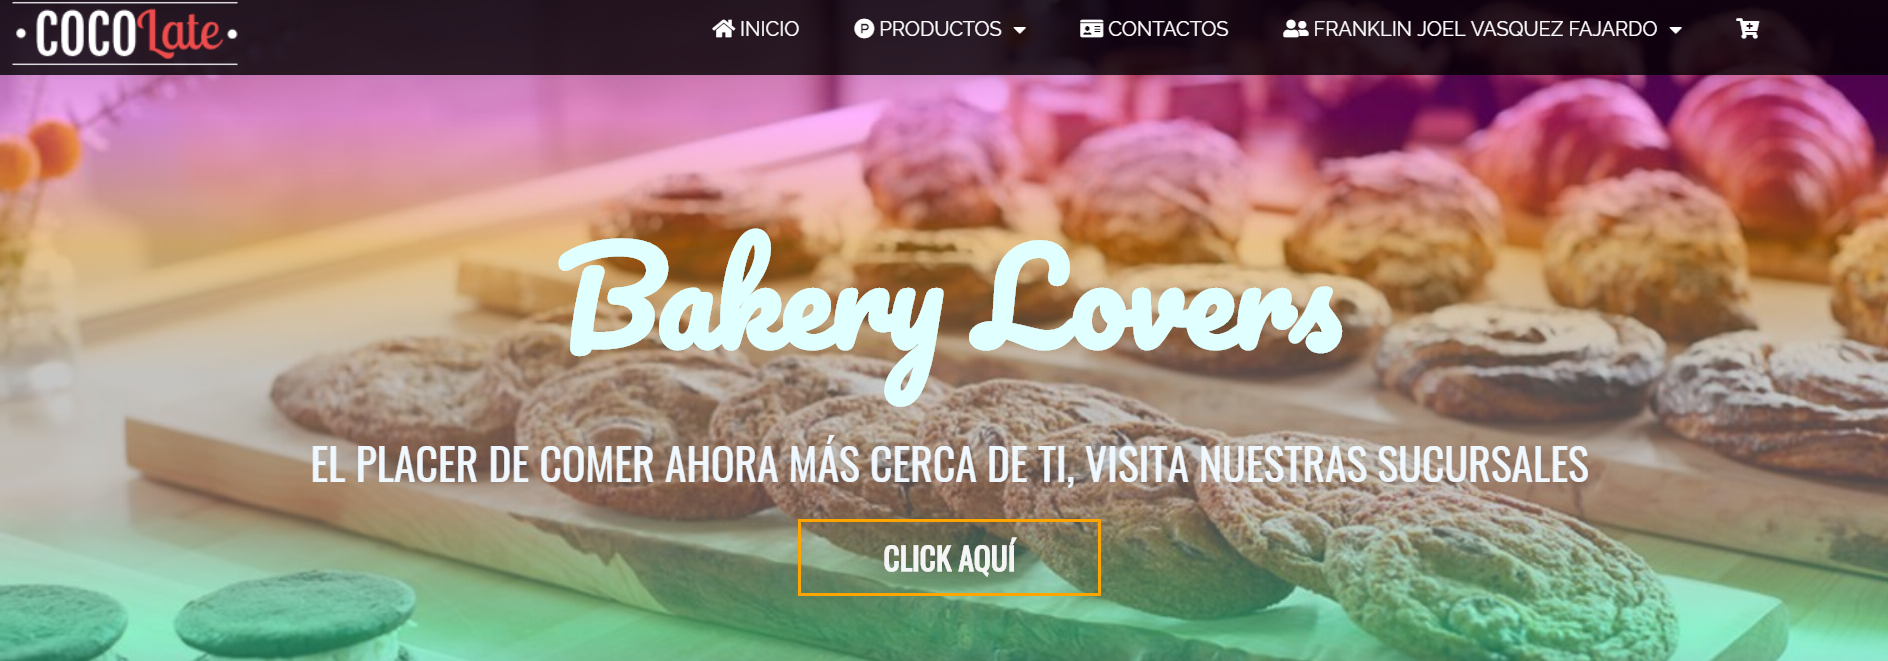 COCOLate
INICIO PRODUCTOS CONTACTOS FRANKLIN JOEL VASQUEZ FAJARDO
Bakery Lovers
EL PLACER DE COMER AHORA MÁS CERCA DE TI, VISITA NUESTRAS SUCURSALES
CLICK AQUÍ